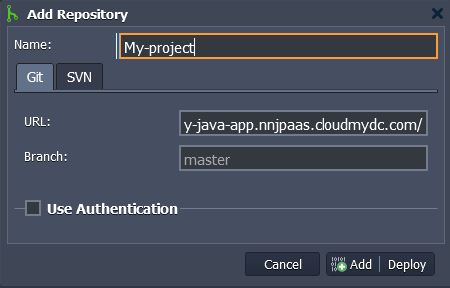 Add Repository
Name: My-project
Git SVN
URL: y-java-app.nnjpaas.cloudmydc.com/
Branch: master
Use Authentication
Cancel Add Deploy